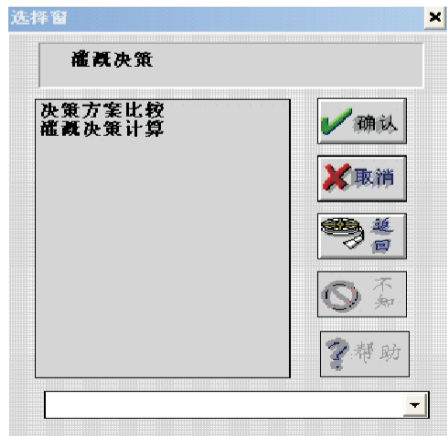 选择窗
灌溉决策
决策方案比较
灌溉决策计算
确认
取消
返回
不知
帮助